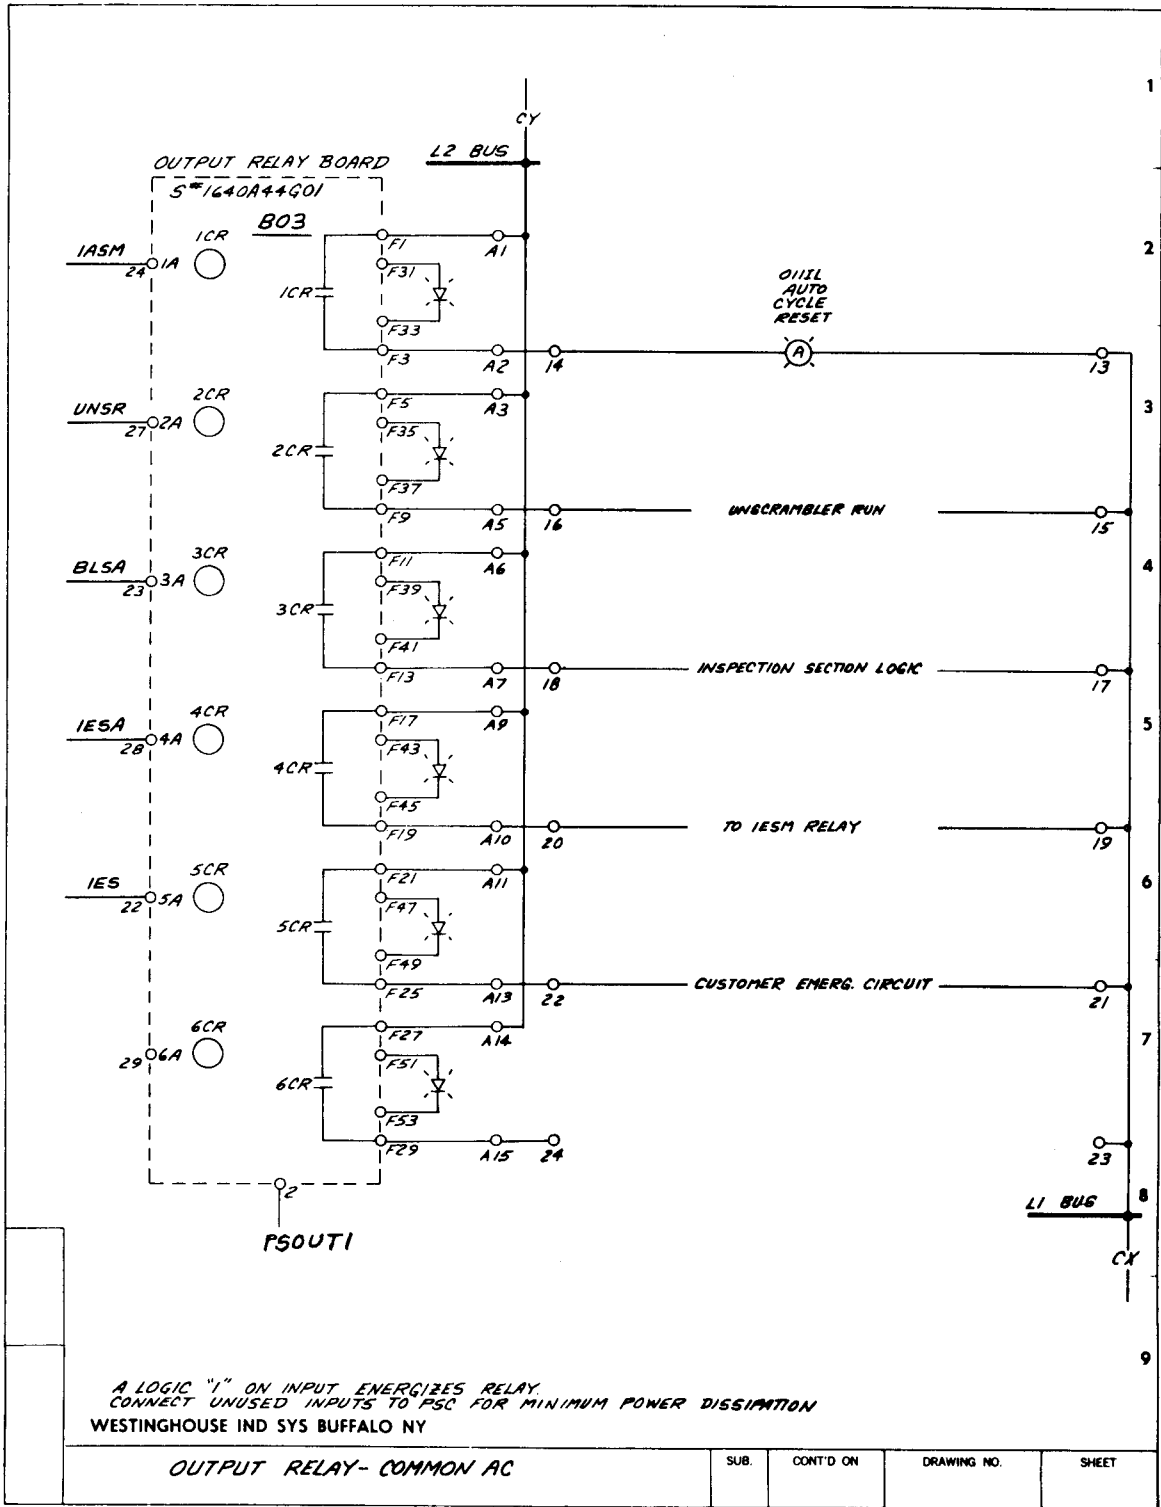 1
CY
L2 BUS
OUTPUT RELAY BOARD
S#1640A44G01
B03
1CR
IASM
24
1A
1CR
F1
A1
F31
F33
F3
A2
14
O11IL
AUTO
CYCLE
RESET
A
13
2
2CR
UNSR
27
2A
2CR
F5
A3
F35
F37
F9
A5
16
UNSCRAMBLER RUN
15
3
3CR
BLSA
23
3A
3CR
F11
A6
F39
F41
F13
A7
18
INSPECTION SECTION LOGIC
17
4
4CR
IESA
28
4A
4CR
F17
A9
F43
F45
F19
A10
20
TO IESM RELAY
19
5
5CR
IES
22
5A
5CR
F21
A11
F47
F49
F25
A13
22
CUSTOMER EMERG. CIRCUIT
21
6
6CR
29
6A
6CR
F27
A14
F51
F53
F29
A15
24
23
7
2
PSOUT1
L1 BUS
8
CX
9
A LOGIC "1" ON INPUT ENERGIZES RELAY.
CONNECT UNUSED INPUTS TO PSC FOR MINIMUM POWER DISSIPATION
WESTINGHOUSE IND SYS BUFFALO NY
OUTPUT RELAY- COMMON AC
SUB.
CONT'D ON
DRAWING NO.
SHEET